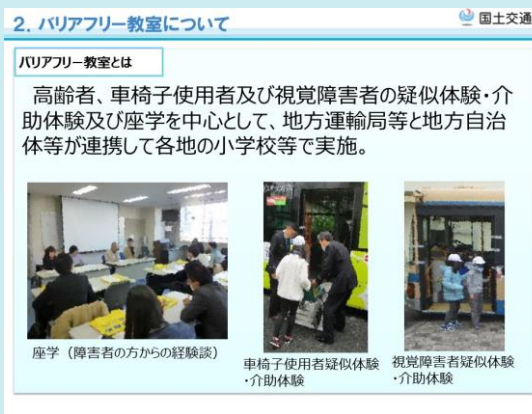 2. バリアフリー教室について
国土交通
バリアフリー教室とは
高齢者、車椅子使用者及び視覚障害者の疑似体験・介
助体験及び座学を中心として、地方運輸局等と地方自治
体等が連携して各地の小学校等で実施。
座学（障害者の方からの経験談）
車椅子使用者疑似体験
・介助体験
視覚障害者疑似体験
・介助体験